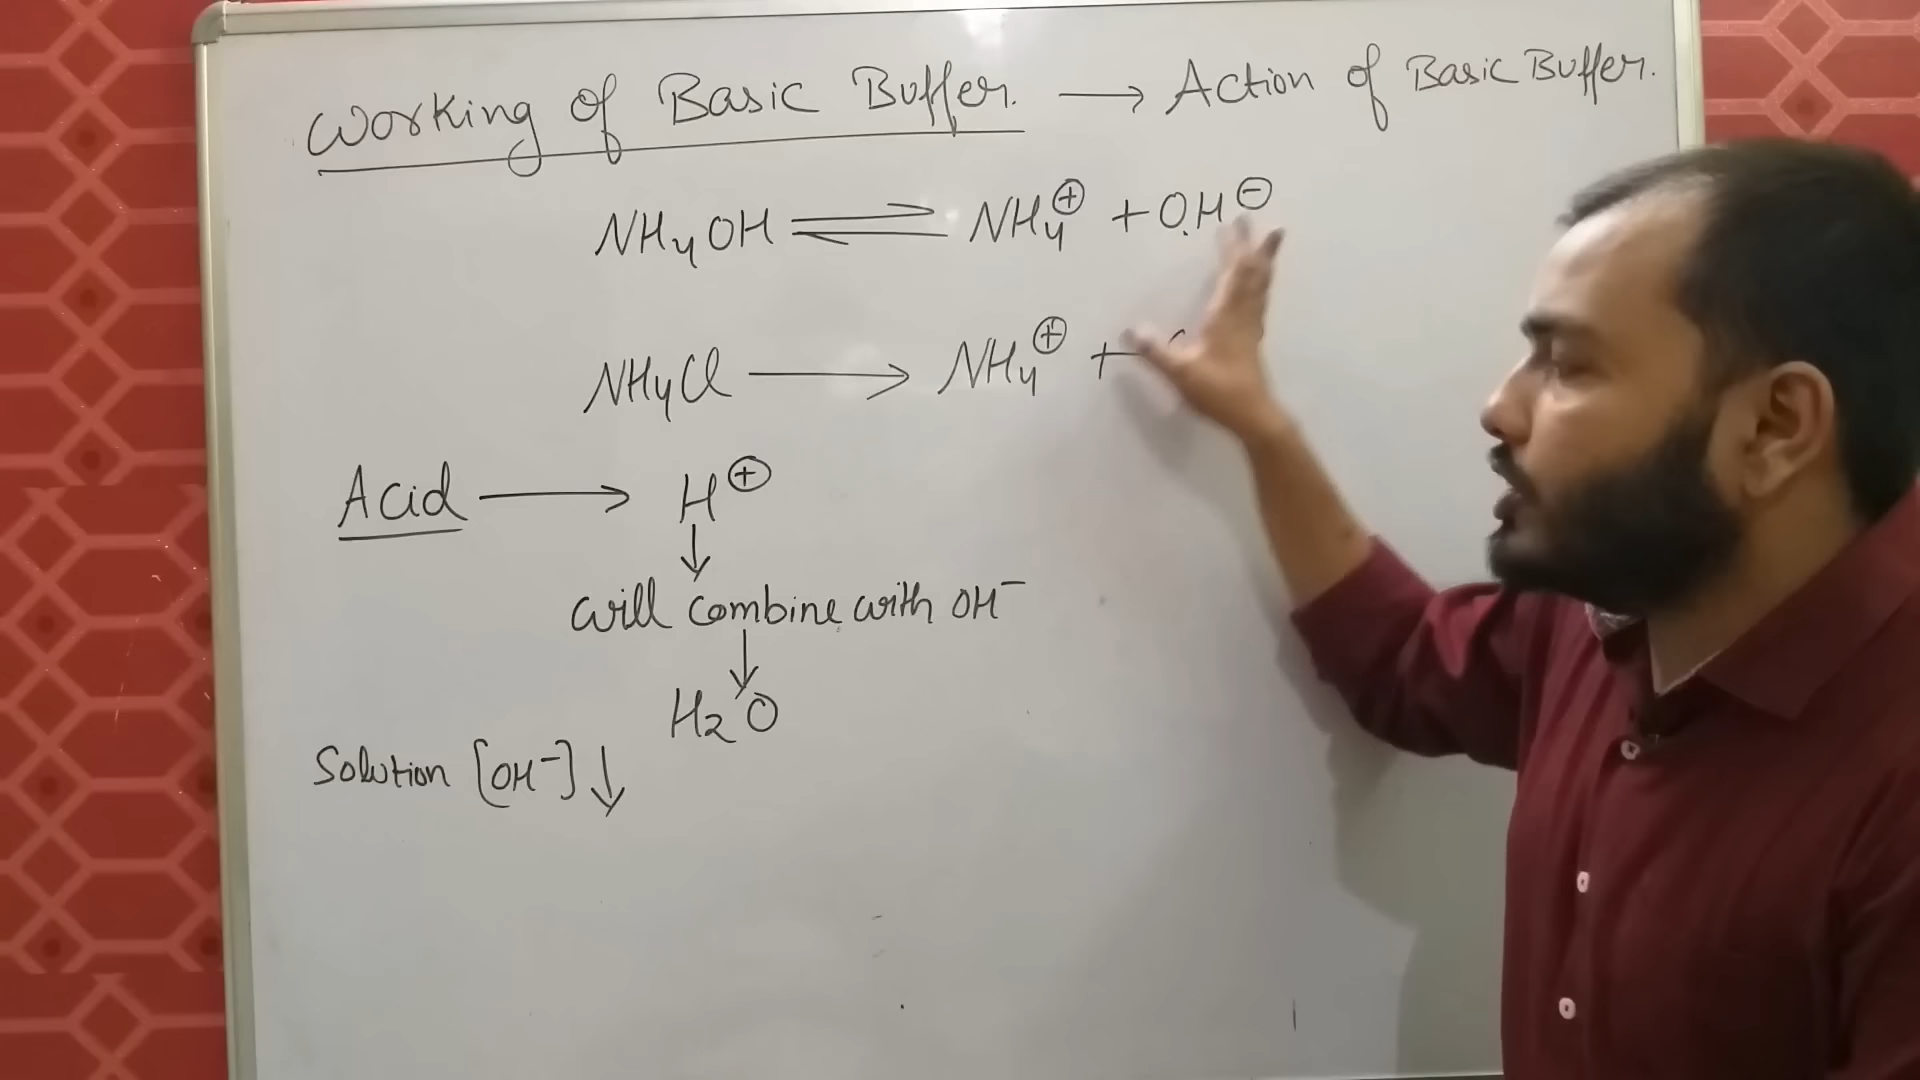 Working of Basic Buffer. → Action of Basic Buffer.
NH₄OH ⇌ NH₄⊕ + OH⊖
NH₄Cl → NH₄⊕ +
Acid → H⊕
↓
will combine with OH⁻
↓
H₂O
Solution [OH⁻] ↓